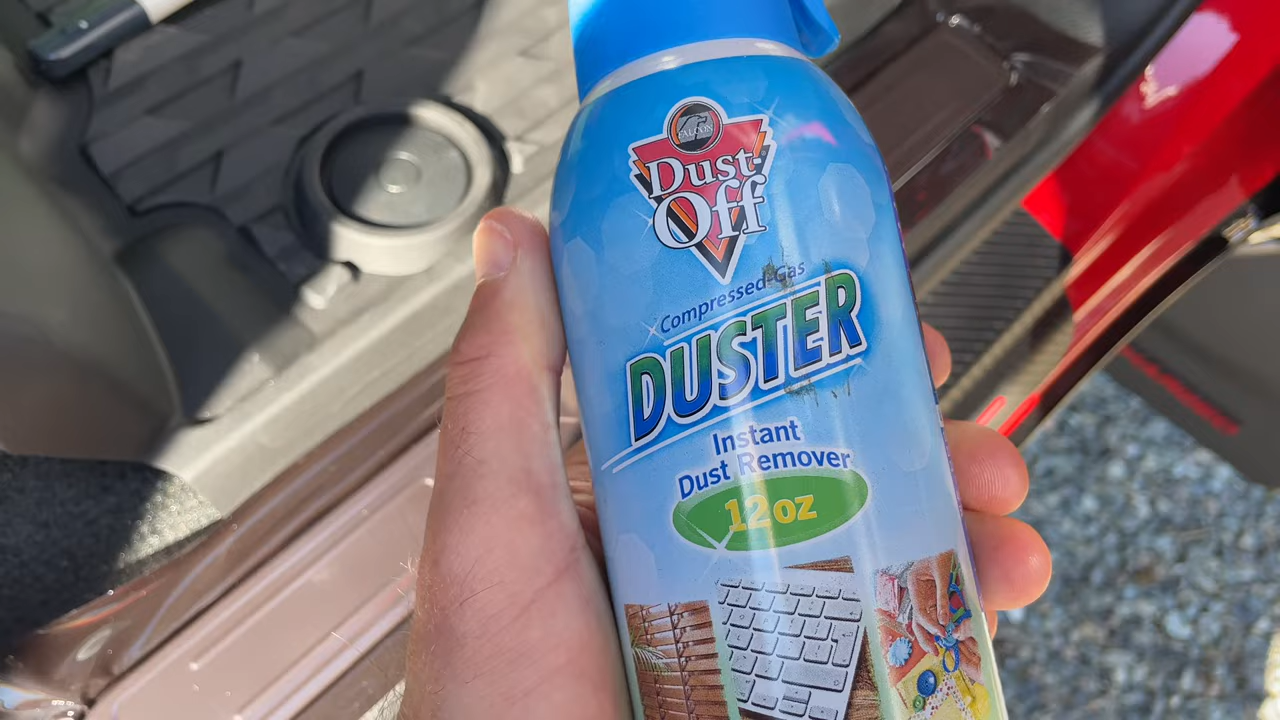 FALCON
Dust-
Off
Compressed-Gas
DUSTER
Instant
Dust Remover
12oz